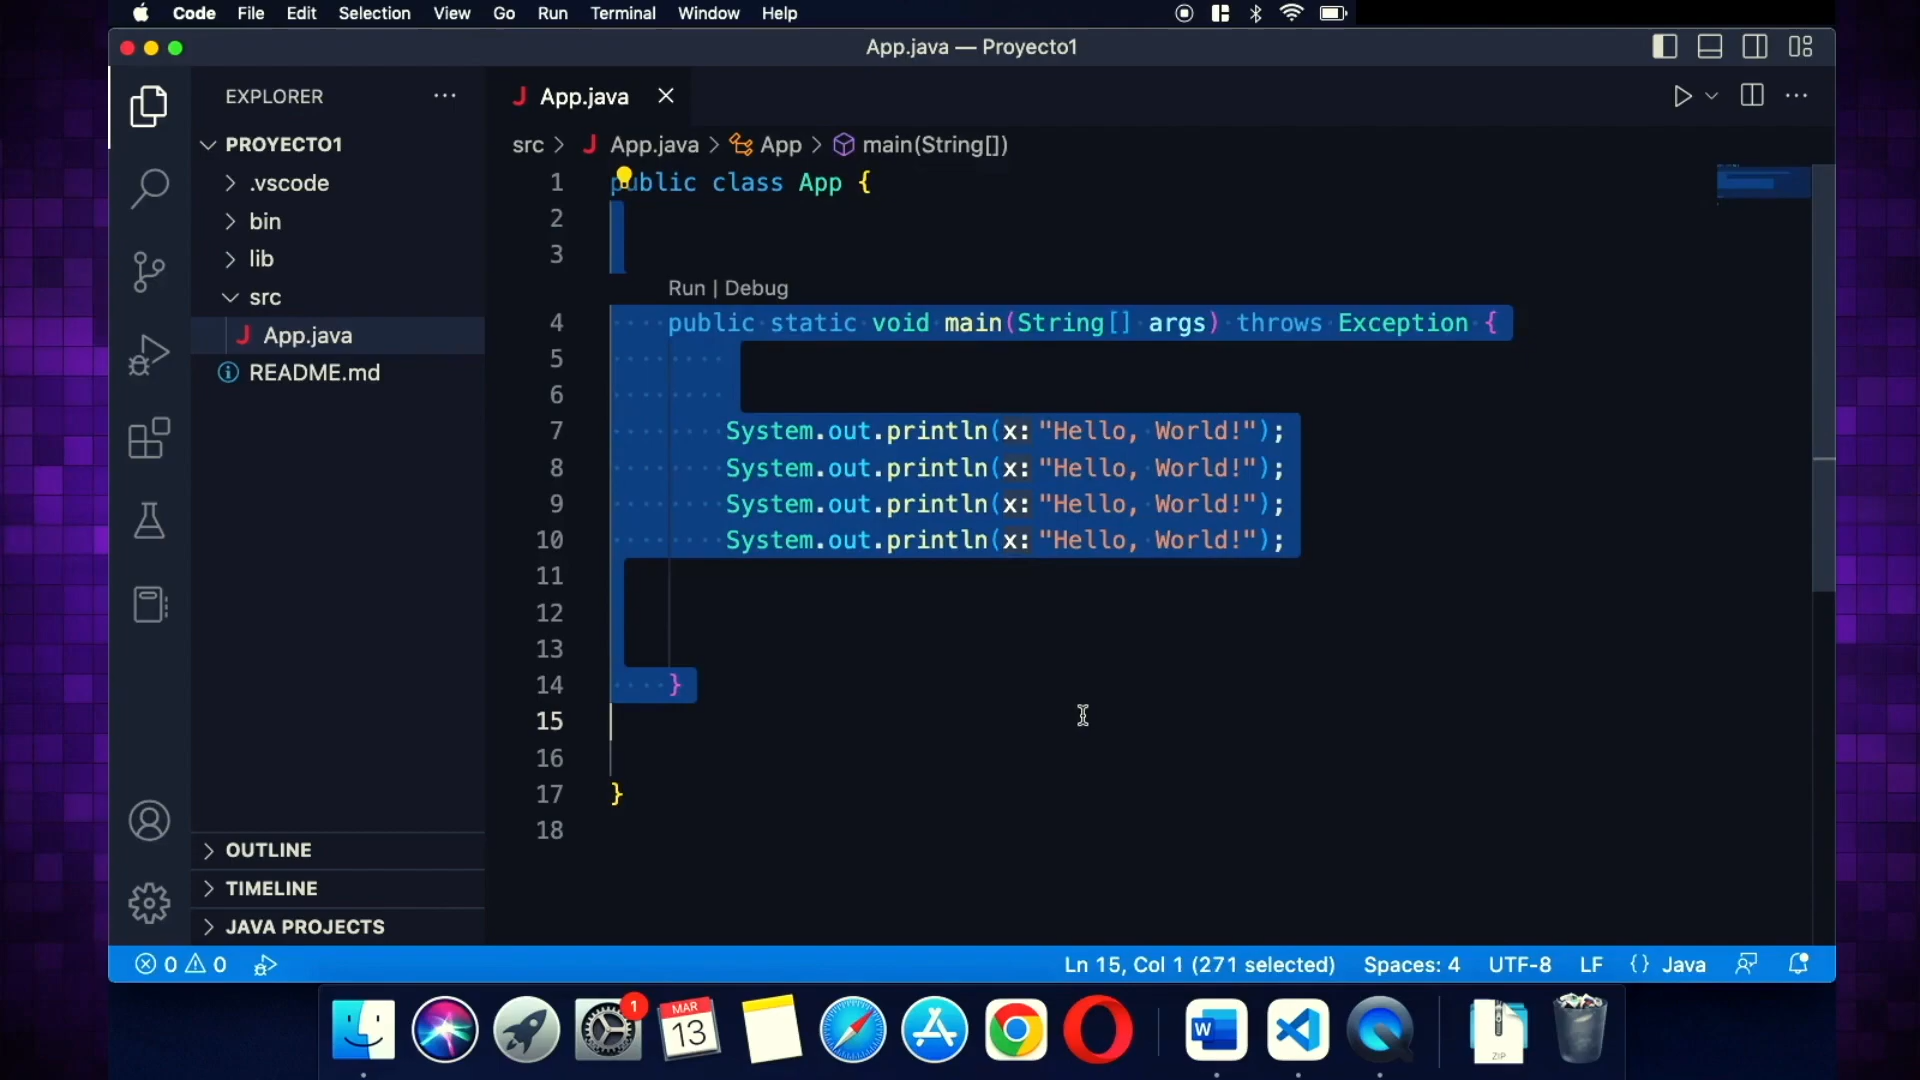 Code File Edit Selection View Go Run Terminal Window Help
App.java — Proyecto1
EXPLORER
App.java
PROYECTO1
src > App.java > App > main(String[])
.vscode
bin
lib
src
App.java
README.md
1 public class App {
2
3
Run | Debug
4 public static void main(String[] args) throws Exception {
5
6
7 System.out.println(x:"Hello, World!");
8 System.out.println(x:"Hello, World!");
9 System.out.println(x:"Hello, World!");
10 System.out.println(x:"Hello, World!");
11
12
13
14 }
15
16
17 }
18
OUTLINE
TIMELINE
JAVA PROJECTS
0 0 Ln 15, Col 1 (271 selected) Spaces: 4 UTF-8 LF {} Java
1
MAR
13
W
ZIP